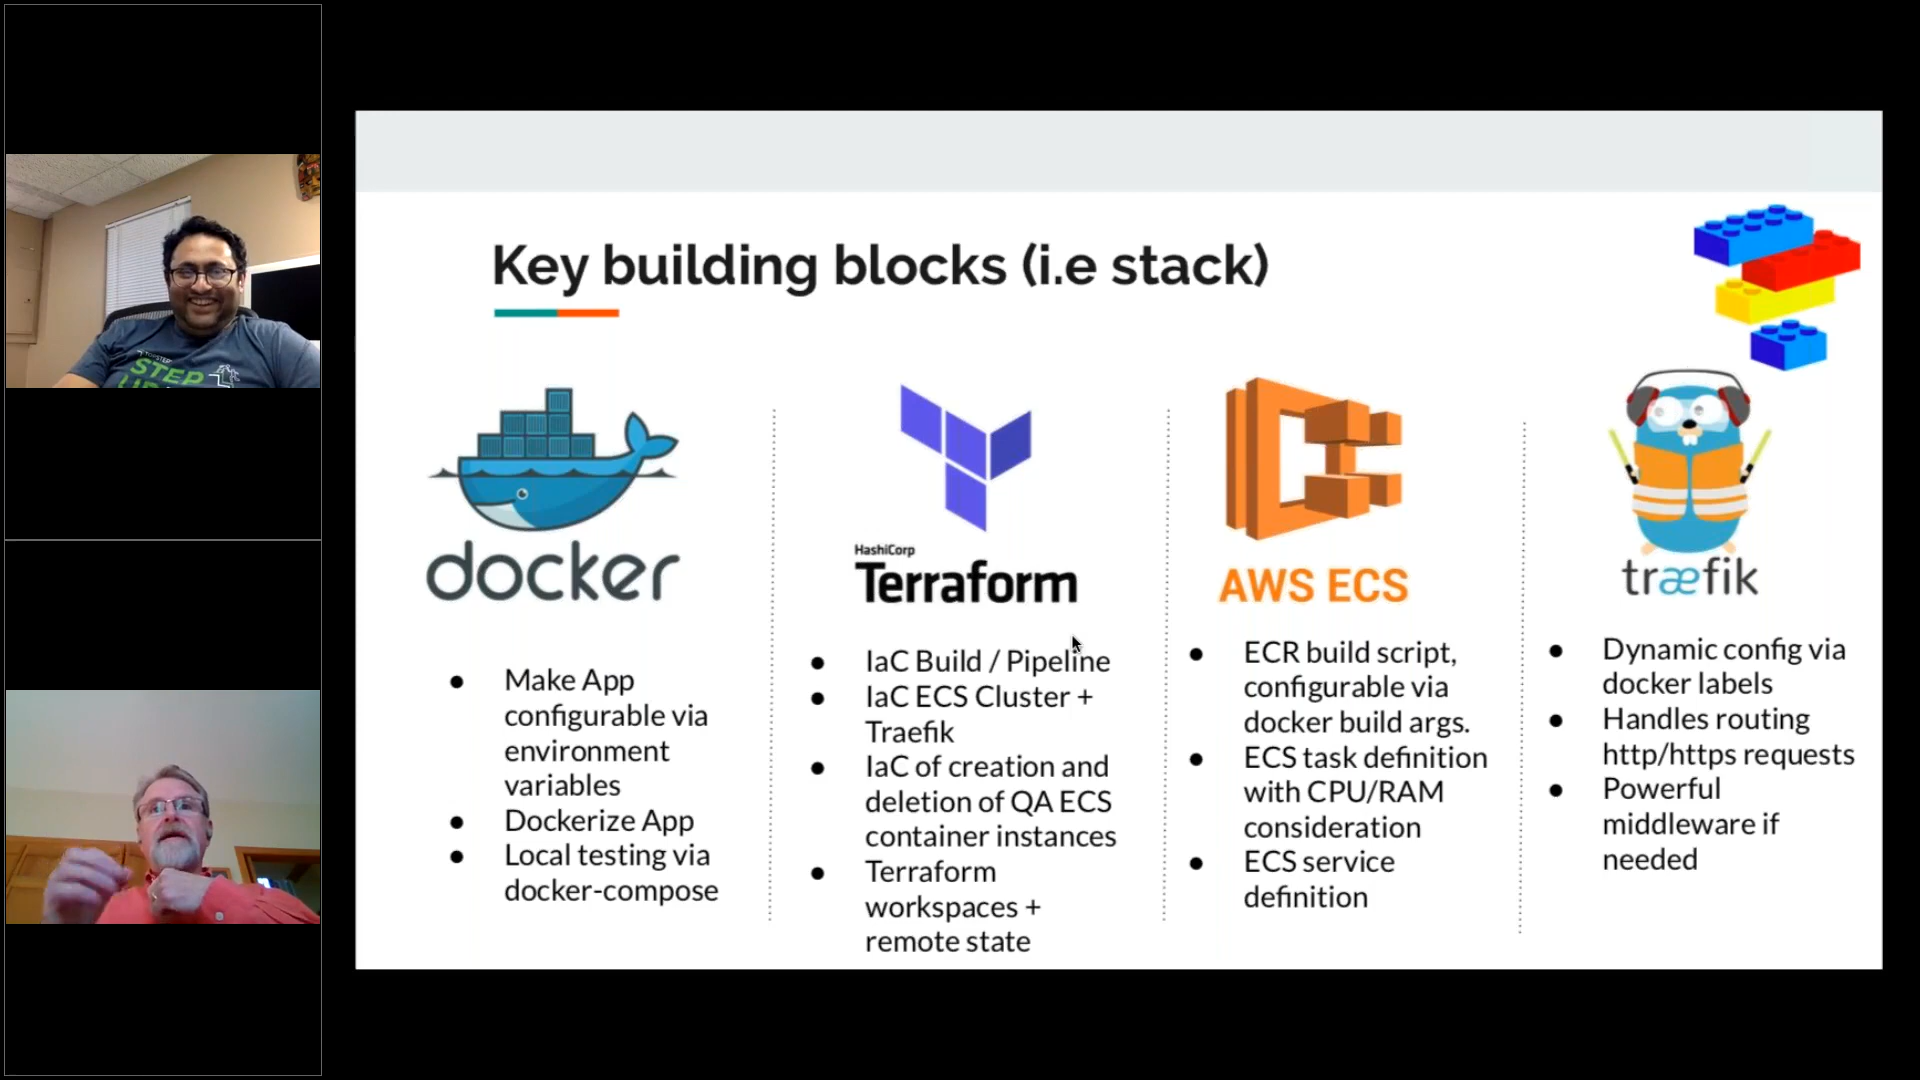 Key building blocks (i.e stack)
docker
Make App
configurable via
environment
variables
Dockerize App
Local testing via
docker-compose
HashiCorp
Terraform
IaC Build / Pipeline
IaC ECS Cluster +
Traefik
IaC of creation and
deletion of QA ECS
container instances
Terraform
workspaces +
remote state
AWS ECS
ECR build script,
configurable via
docker build args.
ECS task definition
with CPU/RAM
consideration
ECS service
definition
træfik
Dynamic config via
docker labels
Handles routing
http/https requests
Powerful
middleware if
needed
STEP